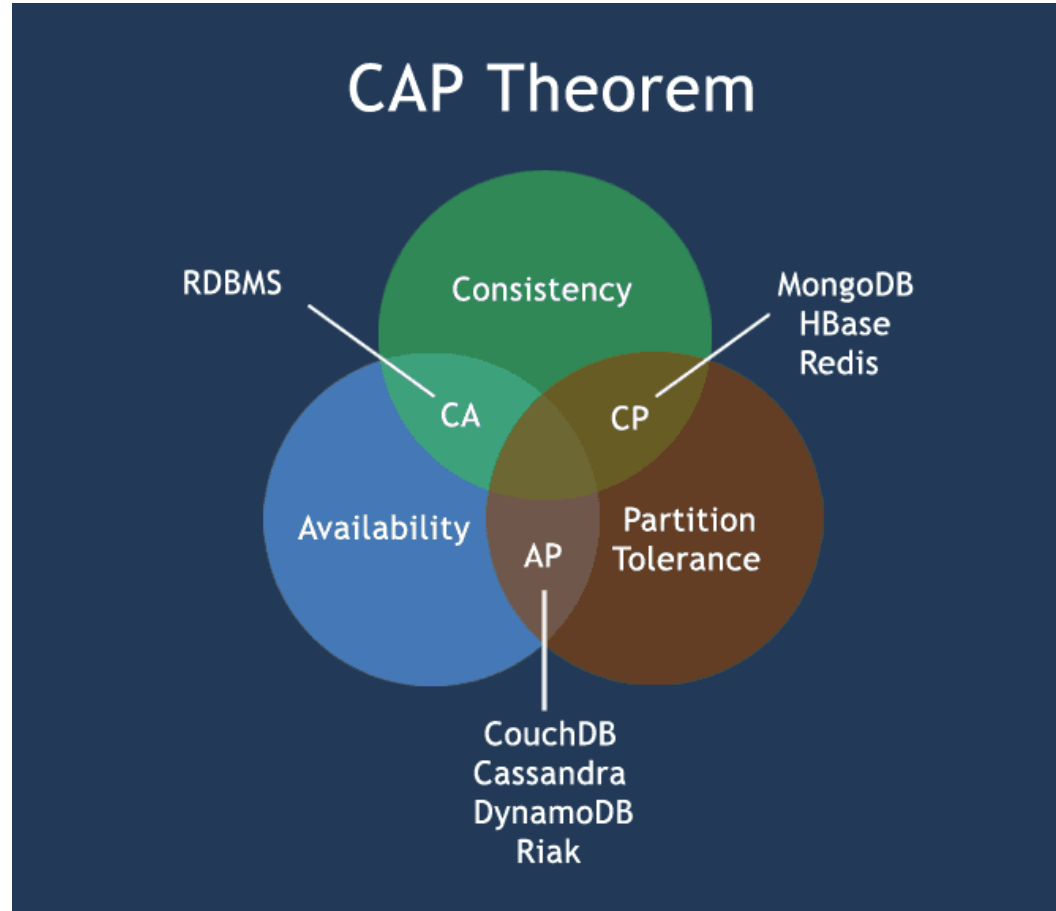 CAP Theorem
RDBMS
Consistency
MongoDB
HBase
Redis
CA
CP
Availability
Partition
Tolerance
AP
CouchDB
Cassandra
DynamoDB
Riak